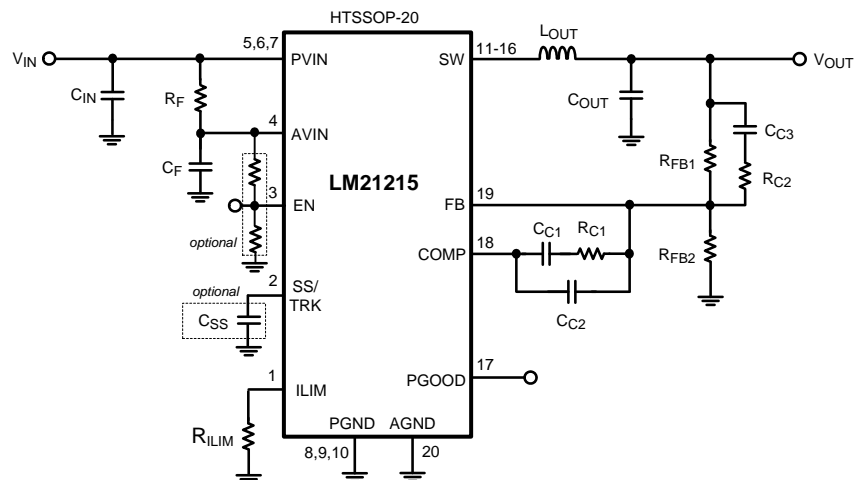 HTSSOP-20
5,6,7
PVIN
SW
11-16
LOUT
VIN
VOUT
CIN
RF
COUT
CC3
4
AVIN
RFB1
RC2
CF
LM21215
3
EN
FB
19
optional
COMP
18
CC1
RC1
RFB2
optional
2
SS/
TRK
CSS
CC2
1
ILIM
PGOOD
17
RILIM
PGND
AGND
8,9,10
20